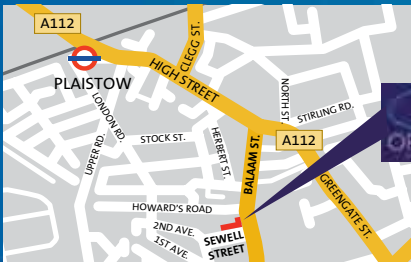 A112
CLEGG ST.
PLAISTOW
HIGH STREET
LONDON RD.
NORTH ST.
STIRLING RD.
UPPER RD.
STOCK ST.
HERBERT ST.
BALAAM ST.
A112
GREENGATE ST.
HOWARD'S ROAD
2ND AVE.
1ST AVE.
SEWELL
STREET